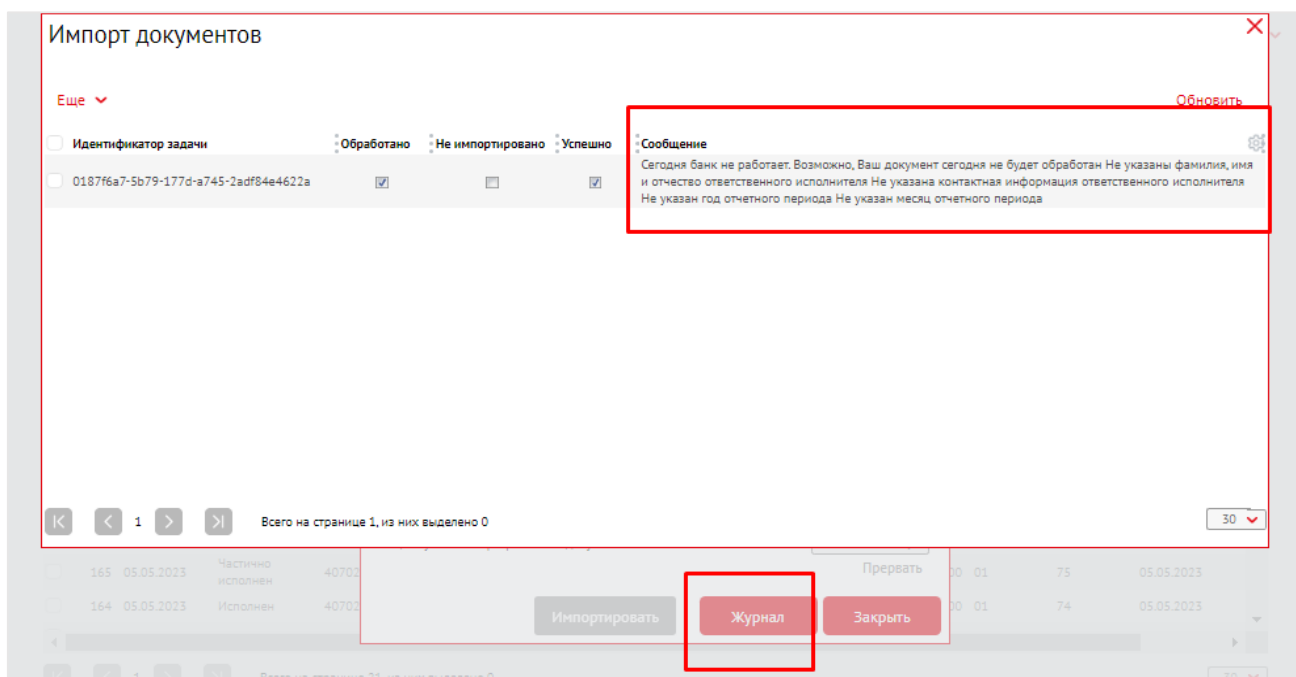 Импорт документов
Еще
Обновить
Идентификатор задачи Обработано Не импортировано Успешно Сообщение
0187f6a7-5b79-177d-a745-2adf84e4622a
Сегодня банк не работает. Возможно, Ваш документ сегодня не будет обработан Не указаны фамилия, имя
и отчество ответственного исполнителя Не указана контактная информация ответственного исполнителя
Не указан год отчетного периода Не указан месяц отчетного периода
1 Всего на странице 1, из них выделено 0 30
165 05.05.2023 Частично
исполнен 40702 Прервать 00 01 75 05.05.2023
164 05.05.2023 Исполнен 40702 00 01 74 05.05.2023
Импортировать Журнал Закрыть